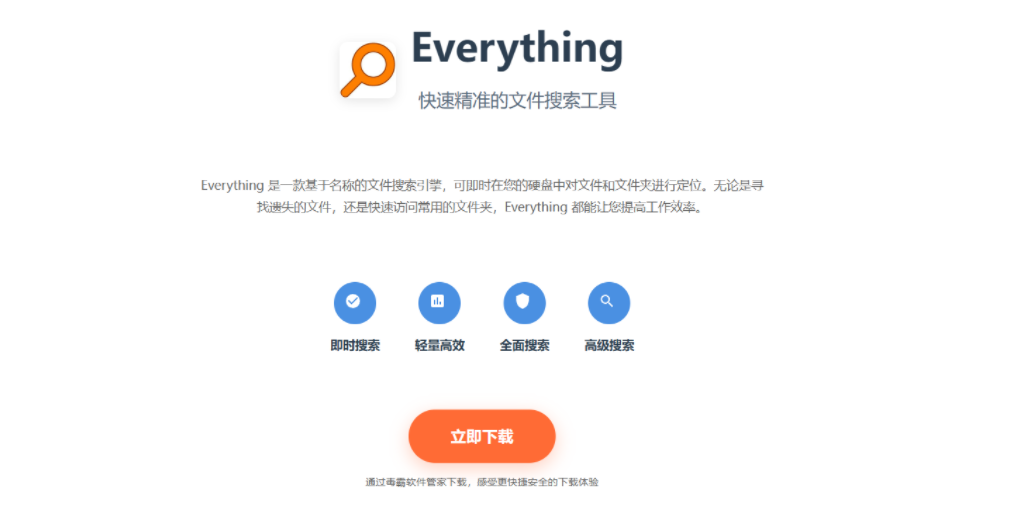 Everything
快速精准的文件搜索工具
Everything 是一款基于名称的文件搜索引擎，可即时在您的硬盘中对文件和文件夹进行定位。无论是寻
找遗失的文件，还是快速访问常用的文件夹，Everything 都能让您提高工作效率。
即时搜索
轻量高效
全面搜索
高级搜索
立即下载
通过毒霸软件管家下载，感受更快捷安全的下载体验